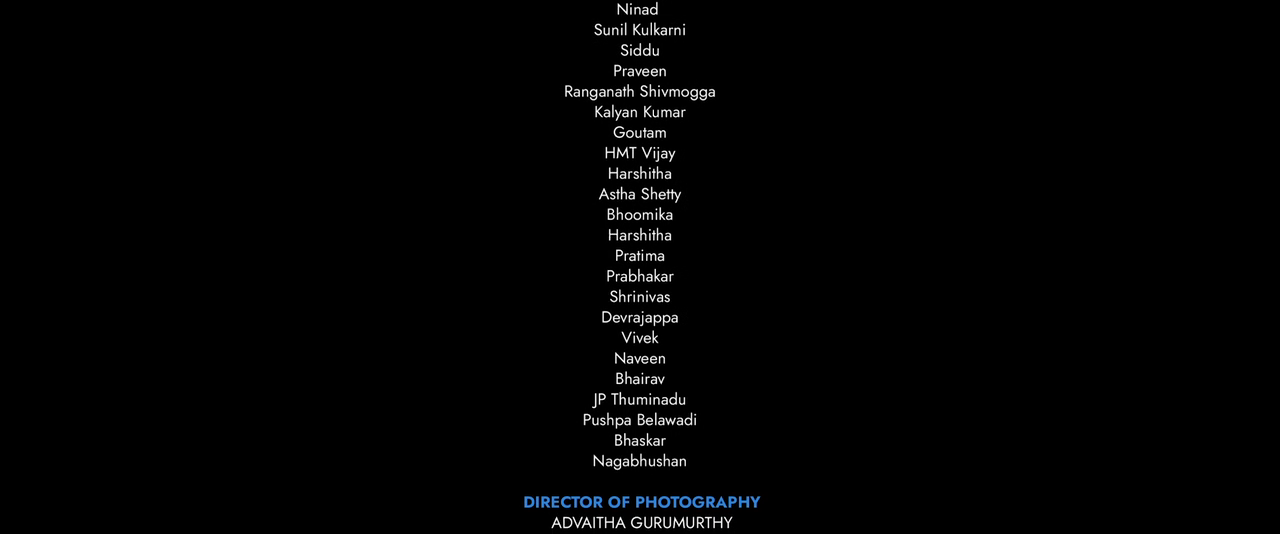 Ninad
Sunil Kulkarni
Siddu
Praveen
Ranganath Shivmogga
Kalyan Kumar
Goutam
HMT Vijay
Harshitha
Astha Shetty
Bhoomika
Harshitha
Pratima
Prabhakar
Shrinivas
Devrajappa
Vivek
Naveen
Bhairav
JP Thuminadu
Pushpa Belawadi
Bhaskar
Nagabhushan
DIRECTOR OF PHOTOGRAPHY
ADVAITHA GURUMURTHY